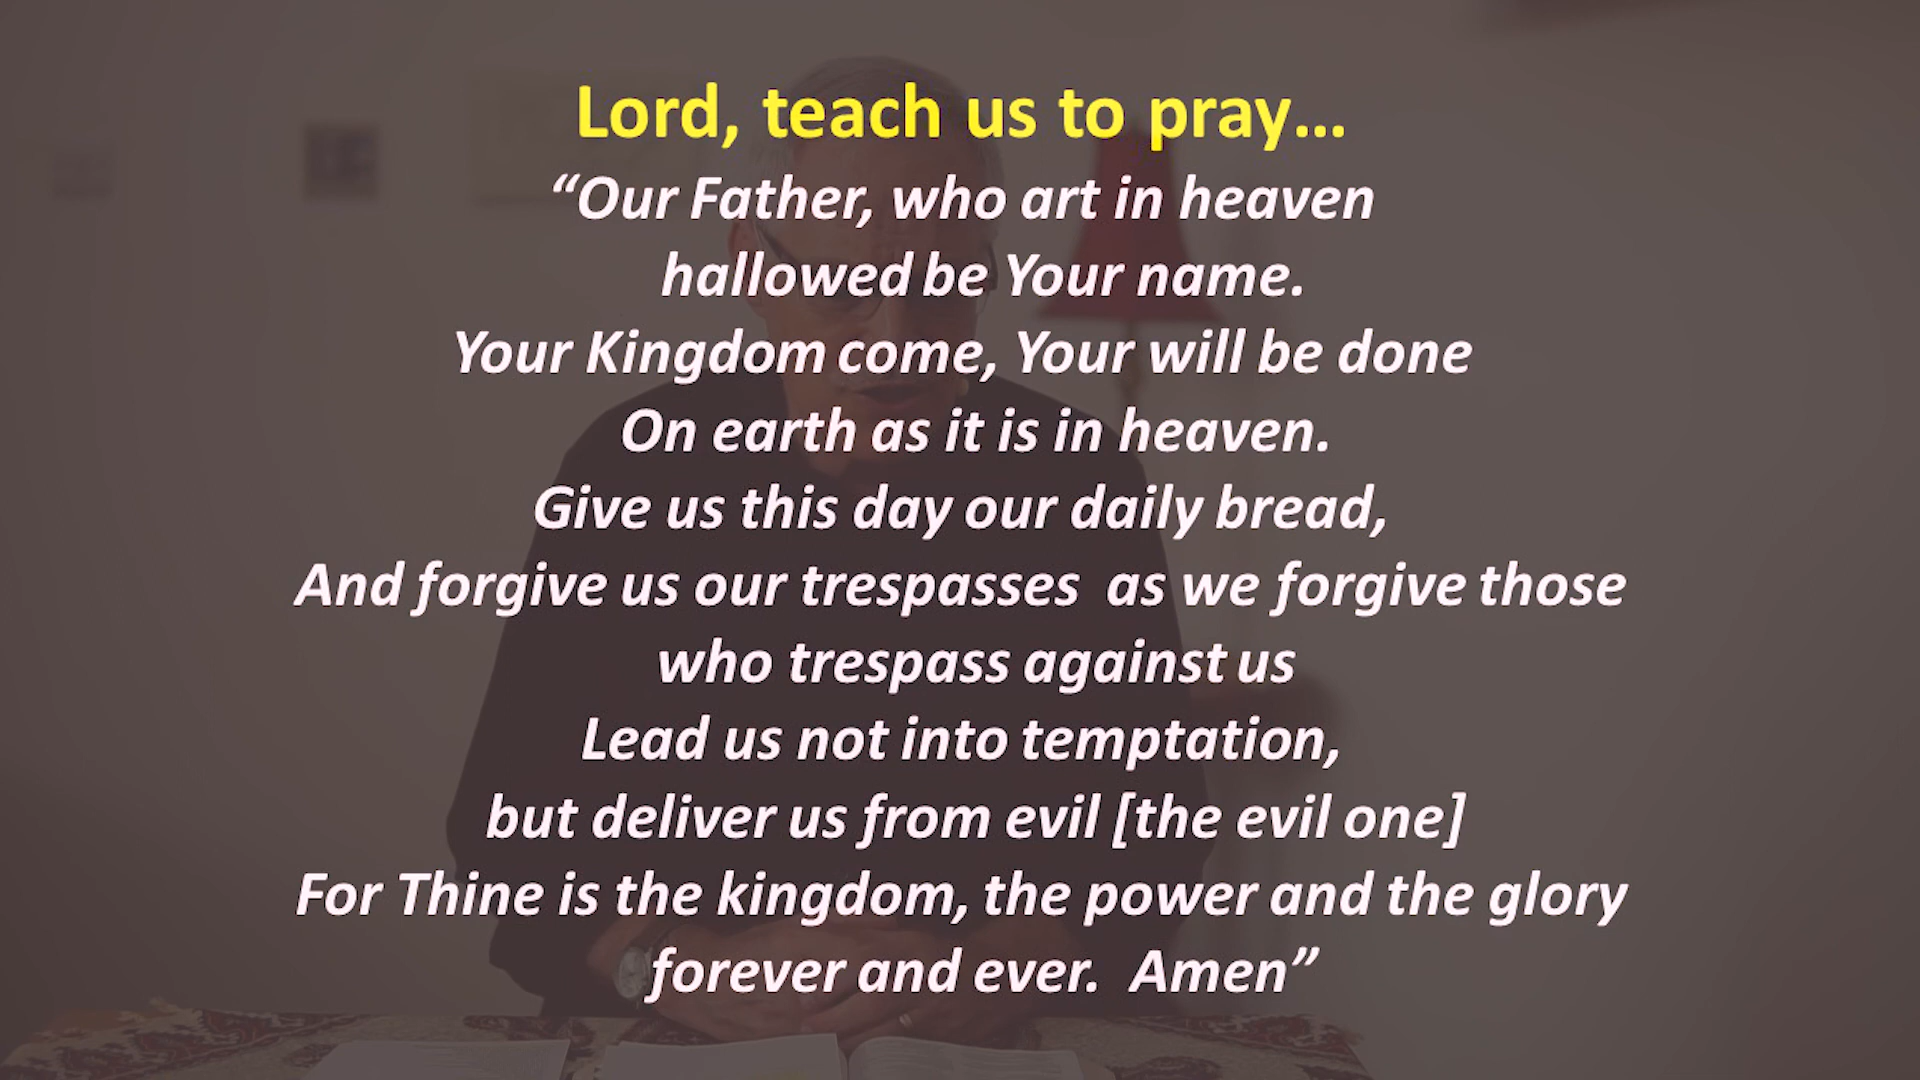 Lord, teach us to pray…
“Our Father, who art in heaven
hallowed be Your name.
Your Kingdom come, Your will be done
On earth as it is in heaven.
Give us this day our daily bread,
And forgive us our trespasses  as we forgive those
who trespass against us
Lead us not into temptation,
but deliver us from evil [the evil one]
For Thine is the kingdom, the power and the glory
forever and ever.  Amen”